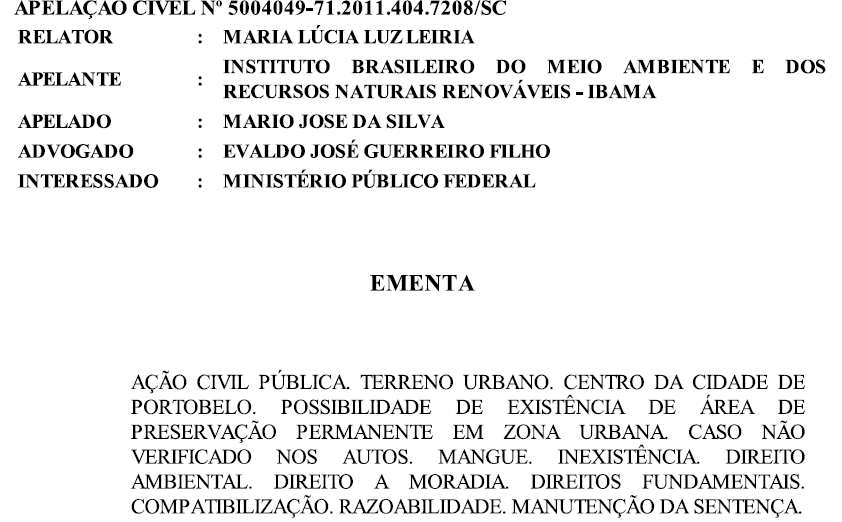 APELAÇÃO CÍVEL Nº 5004049-71.2011.404.7208/SC
RELATOR : MARIA LÚCIA LUZ LEIRIA
APELANTE : INSTITUTO BRASILEIRO DO MEIO AMBIENTE E DOS
RECURSOS NATURAIS RENOVÁVEIS - IBAMA
APELADO : MARIO JOSE DA SILVA
ADVOGADO : EVALDO JOSÉ GUERREIRO FILHO
INTERESSADO : MINISTÉRIO PÚBLICO FEDERAL
EMENTA
AÇÃO CIVIL PÚBLICA. TERRENO URBANO. CENTRO DA CIDADE DE
PORTOBELO. POSSIBILIDADE DE EXISTÊNCIA DE ÁREA DE
PRESERVAÇÃO PERMANENTE EM ZONA URBANA. CASO NÃO
VERIFICADO NOS AUTOS. MANGUE. INEXISTÊNCIA. DIREITO
AMBIENTAL. DIREITO A MORADIA. DIREITOS FUNDAMENTAIS.
COMPATIBILIZAÇÃO. RAZOABILIDADE. MANUTENÇÃO DA SENTENÇA.